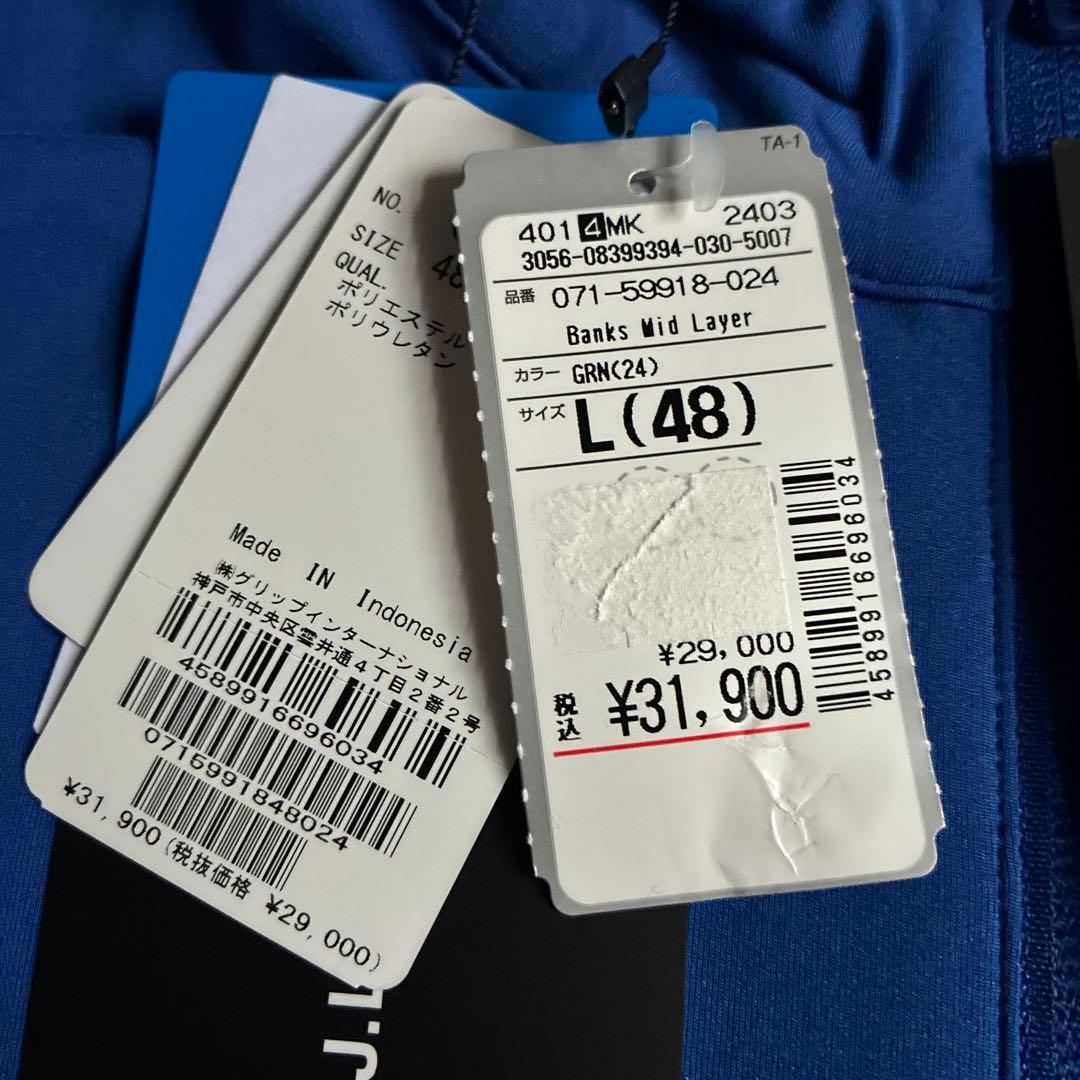 NO.
SIZE 48
QUAL.
ポリエステル
ポリウレタン
Made IN Indonesia
㈱グリップインターナショナル
神戸市中央区雲井通4丁目2番2号
4589916696034
0715991848024
¥31,900(税抜価格 ¥29,000)
J.L
TA-1
401 4MK 2403
3056-08399394-030-5007
品番 071-59918-024
Banks Mid Layer
カラー GRN(24)
サイズ L(48)
¥29,000
税込 ¥31,900
4589916696034